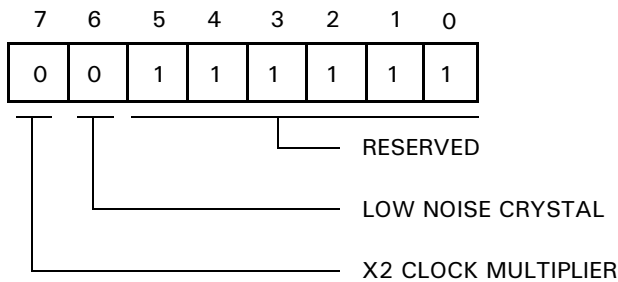 7 6 5 4 3 2 1 0
0 0 1 1 1 1 1 1
RESERVED
LOW NOISE CRYSTAL
X2 CLOCK MULTIPLIER